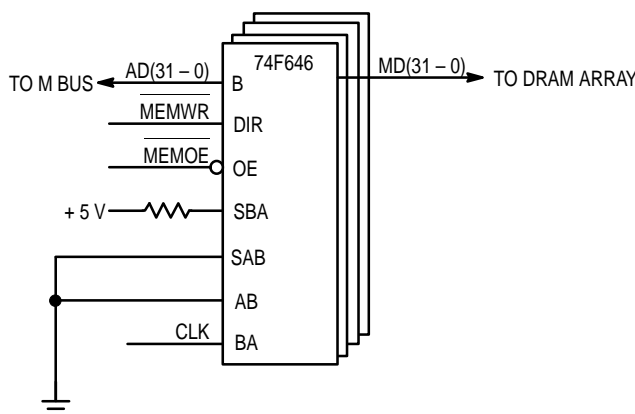 74F646
AD(31 – 0)
MD(31 – 0)
TO M BUS
B
TO DRAM ARRAY
MEMWR
DIR
MEMOE
OE
+ 5 V
SBA
SAB
AB
CLK
BA